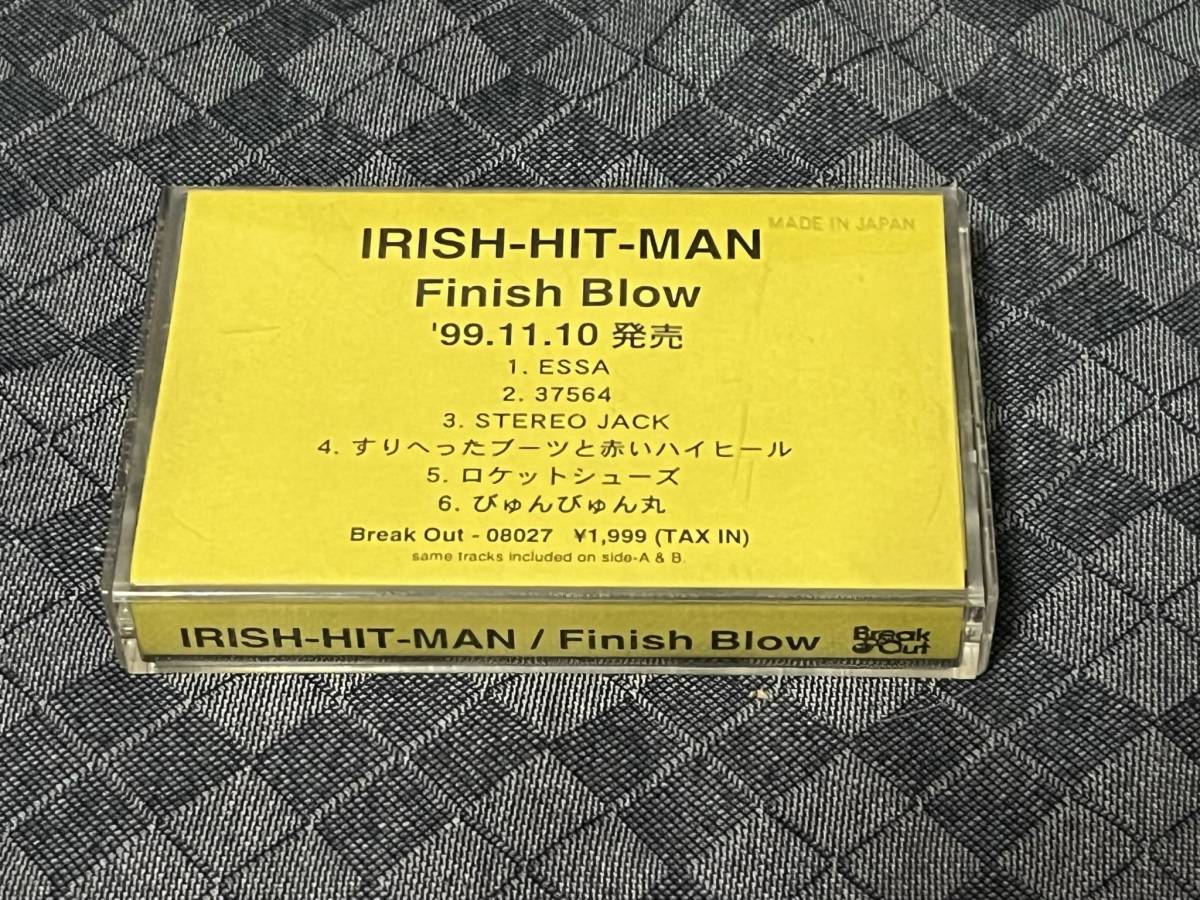 MADE IN JAPAN
IRISH-HIT-MAN
Finish Blow
'99.11.10 発売
1. ESSA
2. 37564
3. STEREO JACK
4. すりへったブーツと赤いハイヒール
5. ロケットシューズ
6. びゅんびゅん丸
Break Out - 08027 ¥1,999 (TAX IN)
same tracks included on side-A & B.
IRISH-HIT-MAN / Finish Blow
Break Out